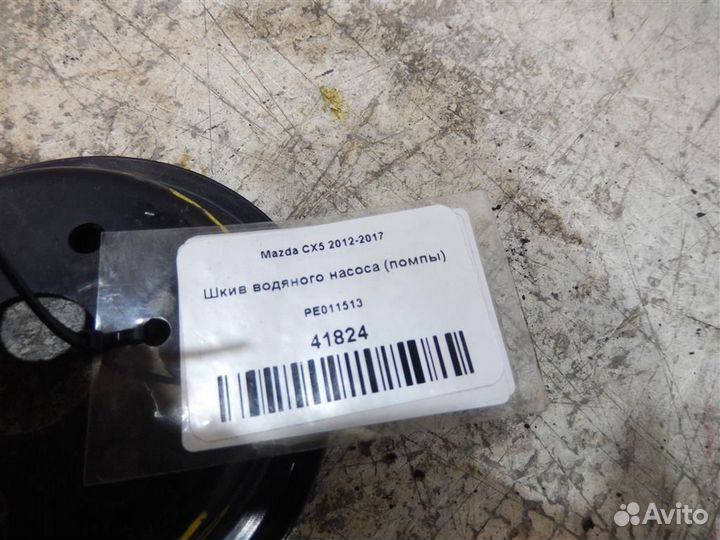 Mazda CX5 2012-2017
Шкив водяного насоса (помпы)
PE011513
41824
Avito